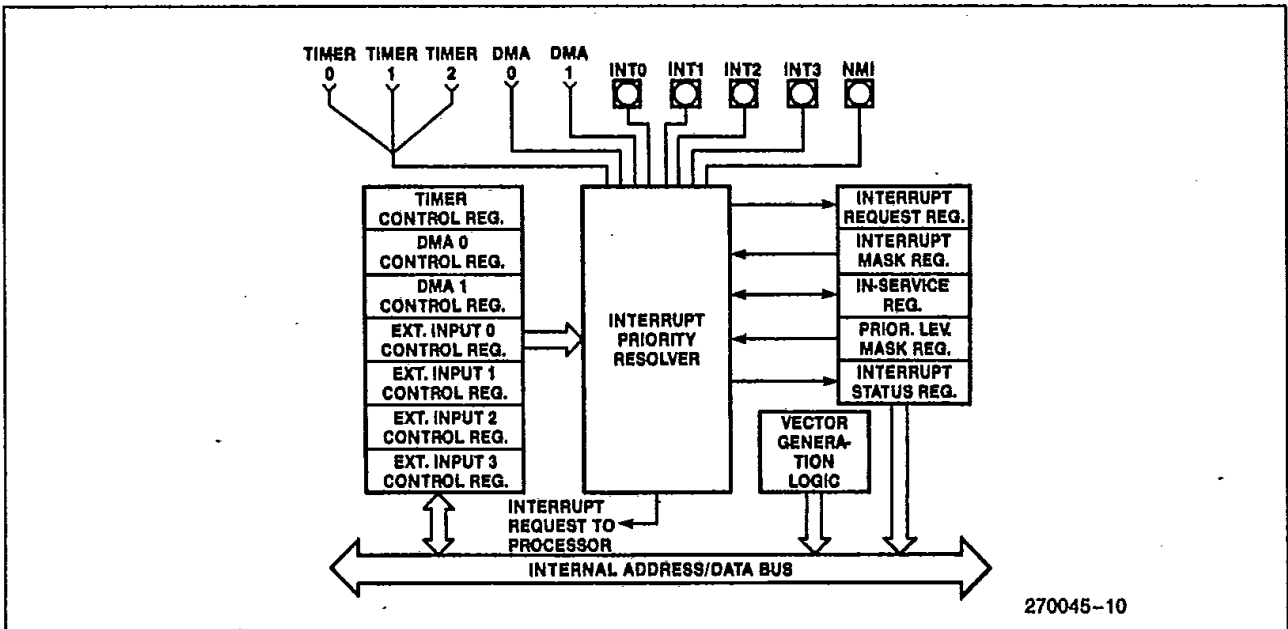 TIMER TIMER TIMER DMA DMA
0 1 2 0 1
INT0 INT1 INT2 INT3 NMI
TIMER
CONTROL REG.
DMA 0
CONTROL REG.
DMA 1
CONTROL REG.
EXT. INPUT 0
CONTROL REG.
EXT. INPUT 1
CONTROL REG.
EXT. INPUT 2
CONTROL REG.
EXT. INPUT 3
CONTROL REG.
INTERRUPT
PRIORITY
RESOLVER
INTERRUPT
REQUEST REG.
INTERRUPT
MASK REG.
IN-SERVICE
REG.
PRIOR. LEV.
MASK REG.
INTERRUPT
STATUS REG.
VECTOR
GENERA-
TION
LOGIC
INTERRUPT
REQUEST TO
PROCESSOR
INTERNAL ADDRESS/DATA BUS
270045-10